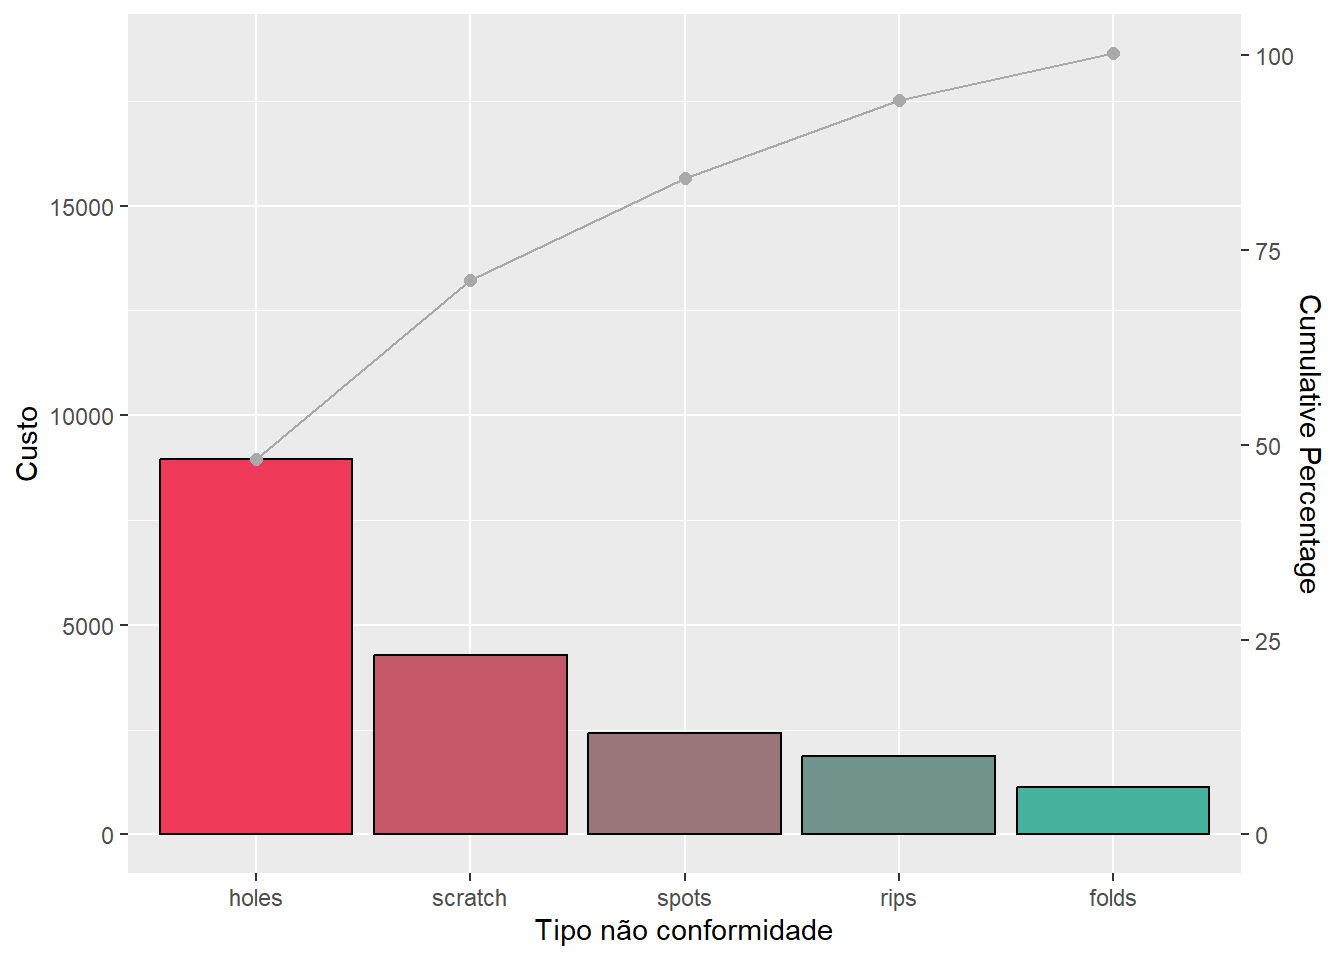 15000
10000
5000
0
Custo
100
75
50
25
0
Cumulative Percentage
holes
scratch
spots
rips
folds
Tipo não conformidade